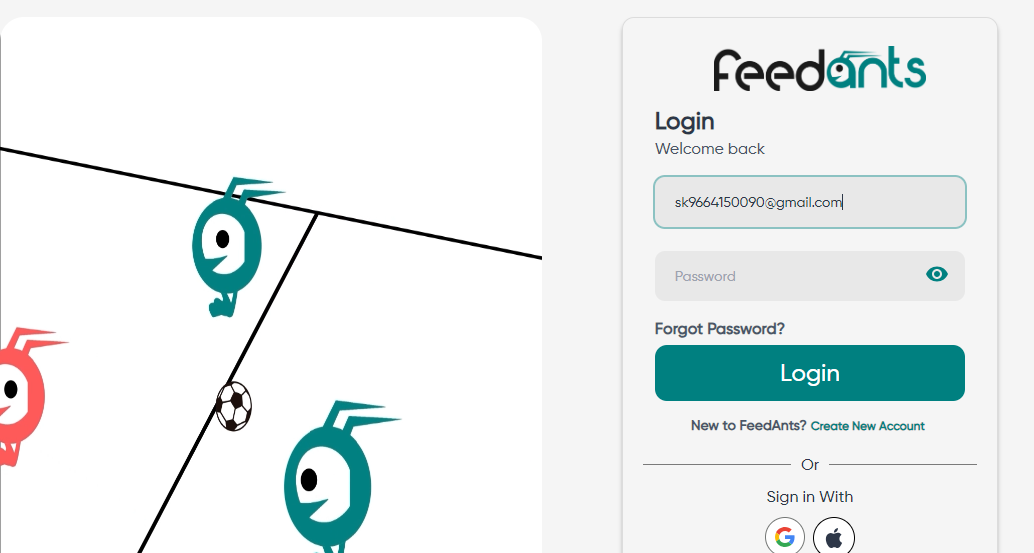 feedants
Login
Welcome back
sk9664150090@gmail.com
Password
Forgot Password?
Login
New to FeedAnts? Create New Account
Or
Sign in With